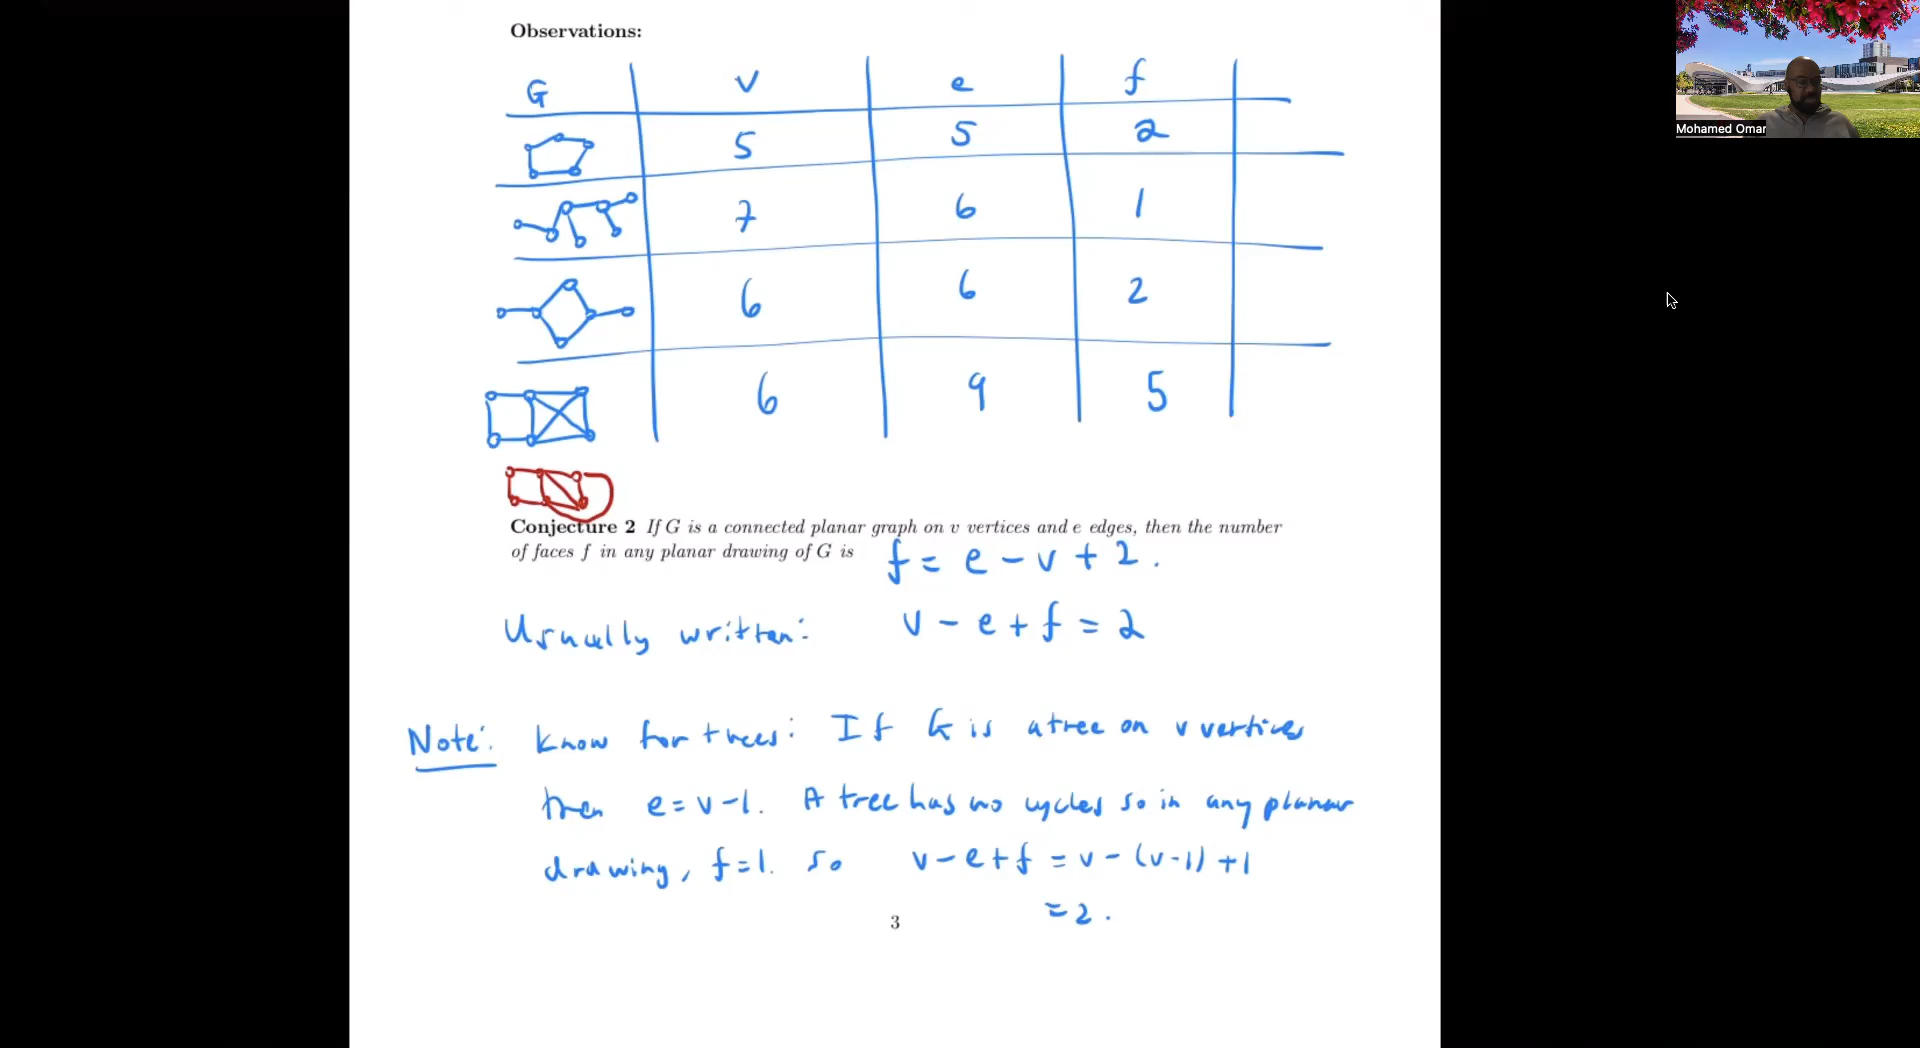 Observations:
G v e f
5 5 2
7 6 1
6 6 2
6 9 5
Conjecture 2 If G is a connected planar graph on v vertices and e edges, then the number
of faces f in any planar drawing of G is f = e - v + 2.
Usually written: v - e + f = 2
Note: Know for trees: If G is a tree on v vertices
then e = v - 1. A tree has no cycles so in any planar
drawing, f = 1. so v - e + f = v - (v - 1) + 1
= 2.
3
Mohamed Omar